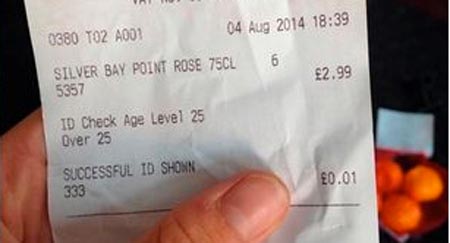 0380 T02 A001 04 Aug 2014 18:39
SILVER BAY POINT ROSE 75CL 6 £2.99
5357
ID Check Age Level 25
Over 25
SUCCESSFUL ID SHOWN £0.01
333